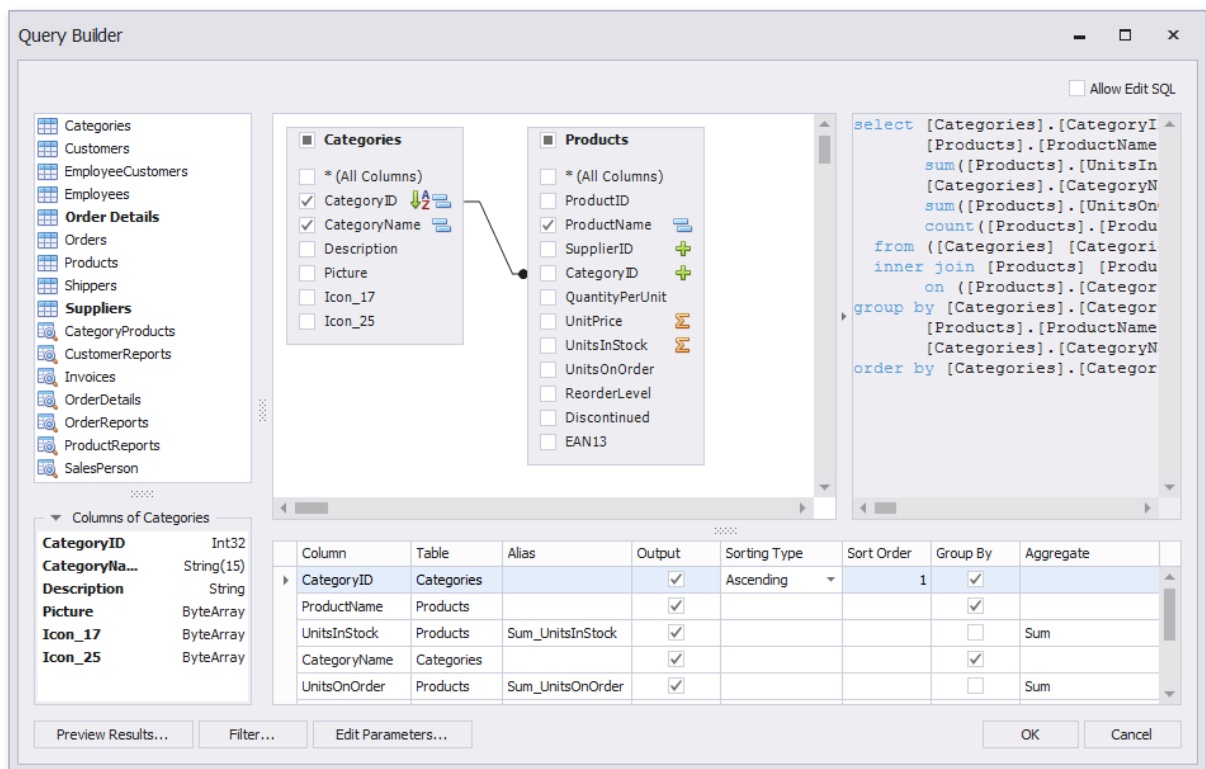 Query Builder
Allow Edit SQL
Categories
Customers
EmployeeCustomers
Employees
Order Details
Orders
Products
Shippers
Suppliers
CategoryProducts
CustomerReports
Invoices
OrderDetails
OrderReports
ProductReports
SalesPerson
Columns of Categories
CategoryID Int32
CategoryNa... String(15)
Description String
Picture ByteArray
Icon_17 ByteArray
Icon_25 ByteArray
Categories
* (All Columns)
CategoryID
CategoryName
Description
Picture
Icon_17
Icon_25
Products
* (All Columns)
ProductID
ProductName
SupplierID
CategoryID
QuantityPerUnit
UnitPrice
UnitsInStock
UnitsOnOrder
ReorderLevel
Discontinued
EAN13
select [Categories].[CategoryI
[Products].[ProductName
sum([Products].[UnitsIn
[Categories].[CategoryN
sum([Products].[UnitsOn
count([Products].[Produ
from ([Categories] [Categori
inner join [Products] [Produ
on ([Products].[Categor
group by [Categories].[Categor
[Products].[ProductName
[Categories].[CategoryN
order by [Categories].[Categor
Column Table Alias Output Sorting Type Sort Order Group By Aggregate
CategoryID Categories Ascending 1
ProductName Products
UnitsInStock Products Sum_UnitsInStock Sum
CategoryName Categories
UnitsOnOrder Products Sum_UnitsOnOrder Sum
Preview Results... Filter... Edit Parameters... OK Cancel